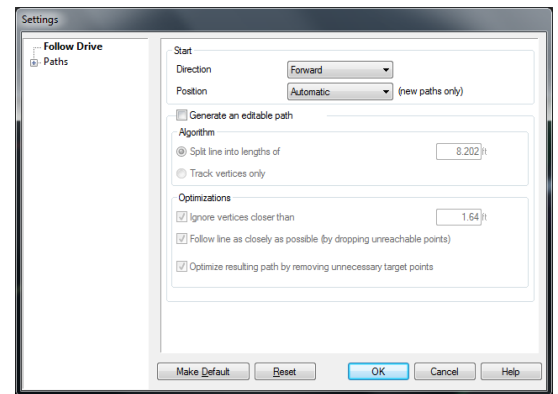 Settings
Follow Drive
Paths
Start
Direction Forward
Position Automatic (new paths only)
Generate an editable path
Algorithm
Split line into lengths of 8.202 ft
Track vertices only
Optimizations
Ignore vertices closer than 1.64 ft
Follow line as closely as possible (by dropping unreachable points)
Optimize resulting path by removing unnecessary target points
Make Default Reset OK Cancel Help